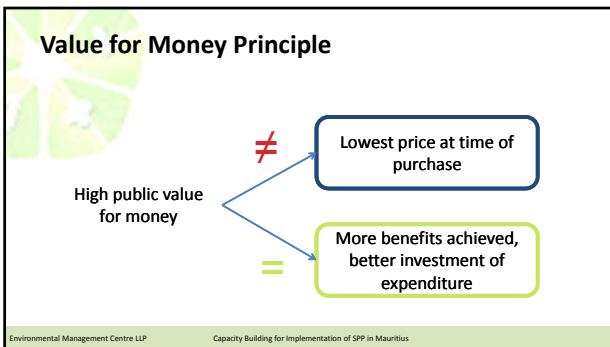 Value for Money Principle
≠
Lowest price at time of
purchase
High public value
for money
=
More benefits achieved,
better investment of
expenditure
Environmental Management Centre LLP
Capacity Building for Implementation of SPP in Mauritius